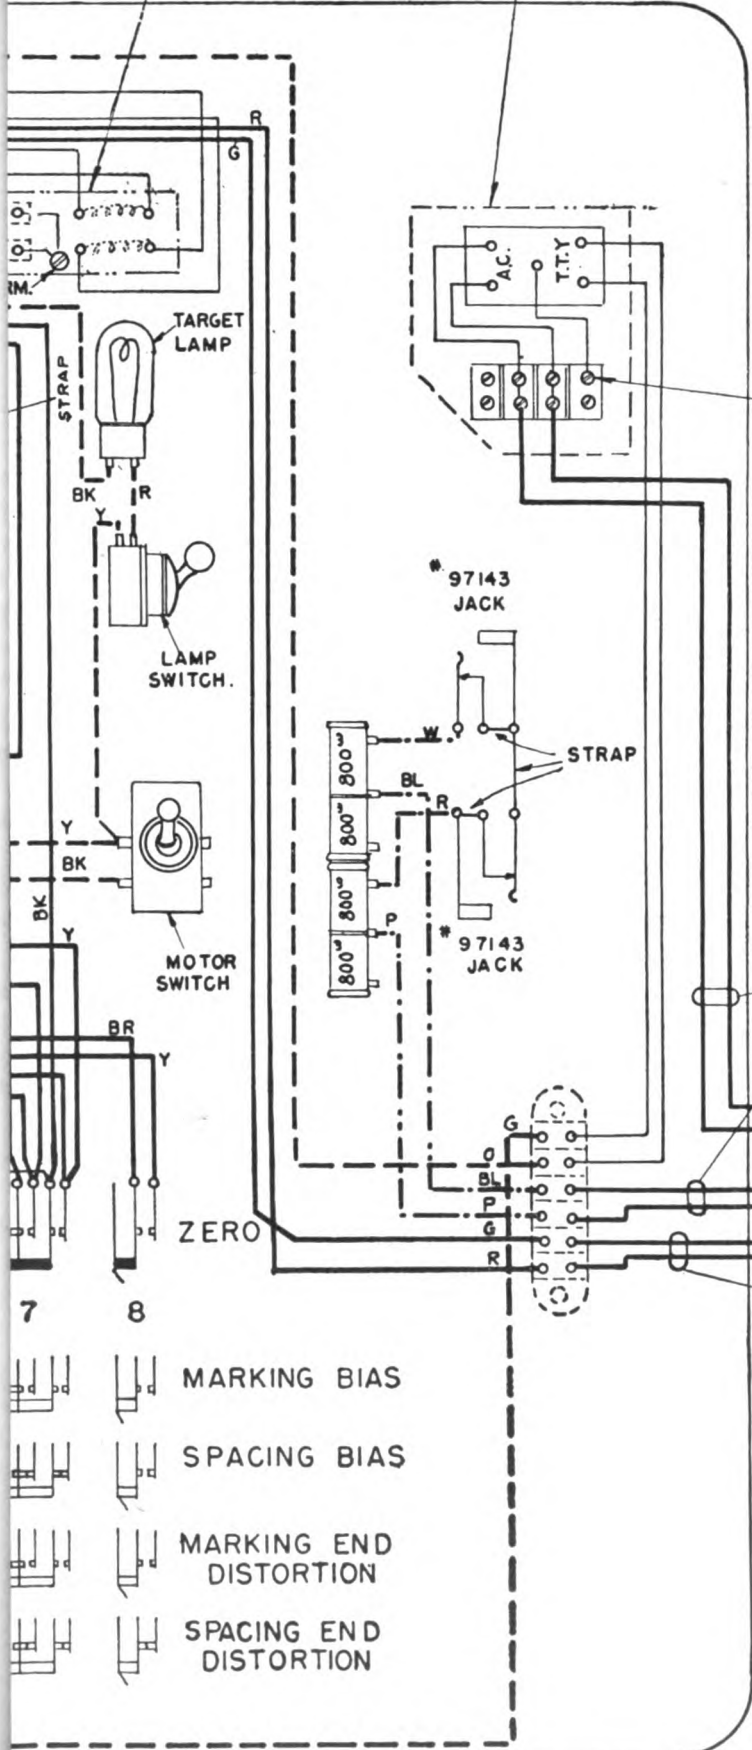 R
G
A.C.
T.T.Y
RM.
TARGET
LAMP
STRAP
BK
R
Y
# 97143
JACK
LAMP
SWITCH.
W
STRAP
800ω
BL
800ω
R
Y
BK
800ω
BK
P
800ω
# 97143
JACK
Y
MOTOR
SWITCH
BR
Y
G
O
BL
P
ZERO
G
R
7
8
MARKING BIAS
SPACING BIAS
MARKING END
DISTORTION
SPACING END
DISTORTION